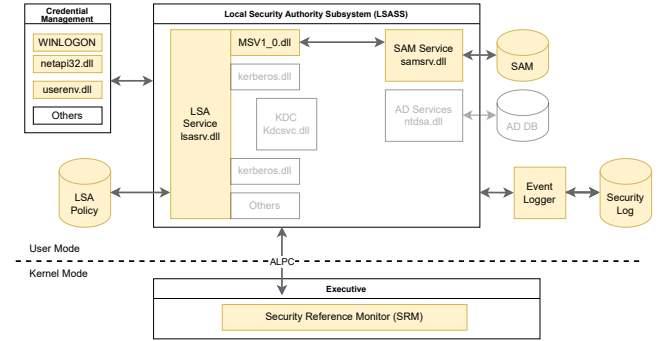 Credential
Management
WINLOGON
netapi32.dll
userenv.dll
Others
Local Security Authority Subsystem (LSASS)
LSA
Service
lsasrv.dll
MSV1_0.dll
kerberos.dll
KDC
Kdcsvc.dll
kerberos.dll
Others
SAM Service
samsrv.dll
AD Services
ntdsa.dll
SAM
AD DB
LSA
Policy
Event
Logger
Security
Log
User Mode
ALPC
Kernel Mode
Executive
Security Reference Monitor (SRM)